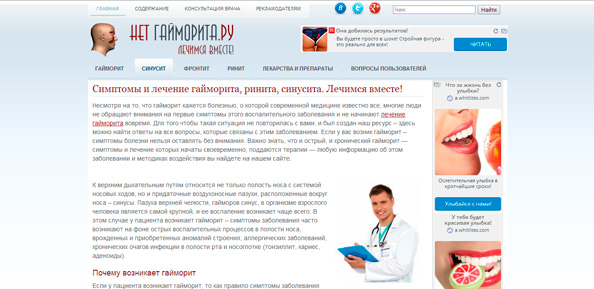 ГЛАВНАЯ СОДЕРЖАНИЕ КОНСУЛЬТАЦИЯ ВРАЧА РЕКЛАМОДАТЕЛЯМ
Поиск
Найти
НЕТ ГАЙМОРИТА.РУ
ЛЕЧИМСЯ ВМЕСТЕ!
Она добилась результатов!
Вы будете просто в шоке! Стройная фигура -
это реально для всех!
ЧИТАТЬ
ГАЙМОРИТ СИНУСИТ ФРОНТИТ РИНИТ ЛЕКАРСТВА И ПРЕПАРАТЫ ВОПРОСЫ ПОЛЬЗОВАТЕЛЕЙ
Симптомы и лечение гайморита, ринита, синусита. Лечимся вместе!
Несмотря на то, что гайморит кажется болезнью, о которой современной медицине известно все, многие люди
не обращают внимания на первые симптомы этого воспалительного заболевания и не начинают лечение
гайморита вовремя. Для того чтобы такая ситуация не повторилась с вами, и был создан наш ресурс – здесь
можно найти ответы на все вопросы, которые связаны с этим заболеванием. Если у вас возник гайморит –
симптомы болезни нельзя оставлять без внимания. Важно знать, что и острый, и хронический гайморит —
симптомы и лечение которых начаты своевременно, поддаются терапии — любую информацию об этом
заболевании и методиках воздействия вы найдете на нашем сайте.
К верхним дыхательным путям относится не только полость носа с системой
носовых ходов, но и придаточные воздухоносные пазухи, расположенные вокруг
носа – синусы. Пазуха верхней челюсти, гайморов синус, в организме взрослого
человека является самой крупной, и ее воспаление возникает чаще всего. В
этом случае у пациента возникает гайморит – симптомы заболевания часто
возникают на фоне острых воспалительных процессов в полости носа,
врожденных и приобретенных аномалий строения, аллергических заболеваний,
хронических очагов инфекции в полости рта и носоглотке (тонзиллит, кариес,
аденоиды).
Почему возникает гайморит
Если у пациента возникает гайморит, то как правило симптомы заболевания
Что за жизнь без
улыбки?
a.whitlites.com
Ослепительная улыбка в
кротчайшие сроки!
Улыбайся с нами!
У тебя будет
красивая улыбка!
a.whitlites.com